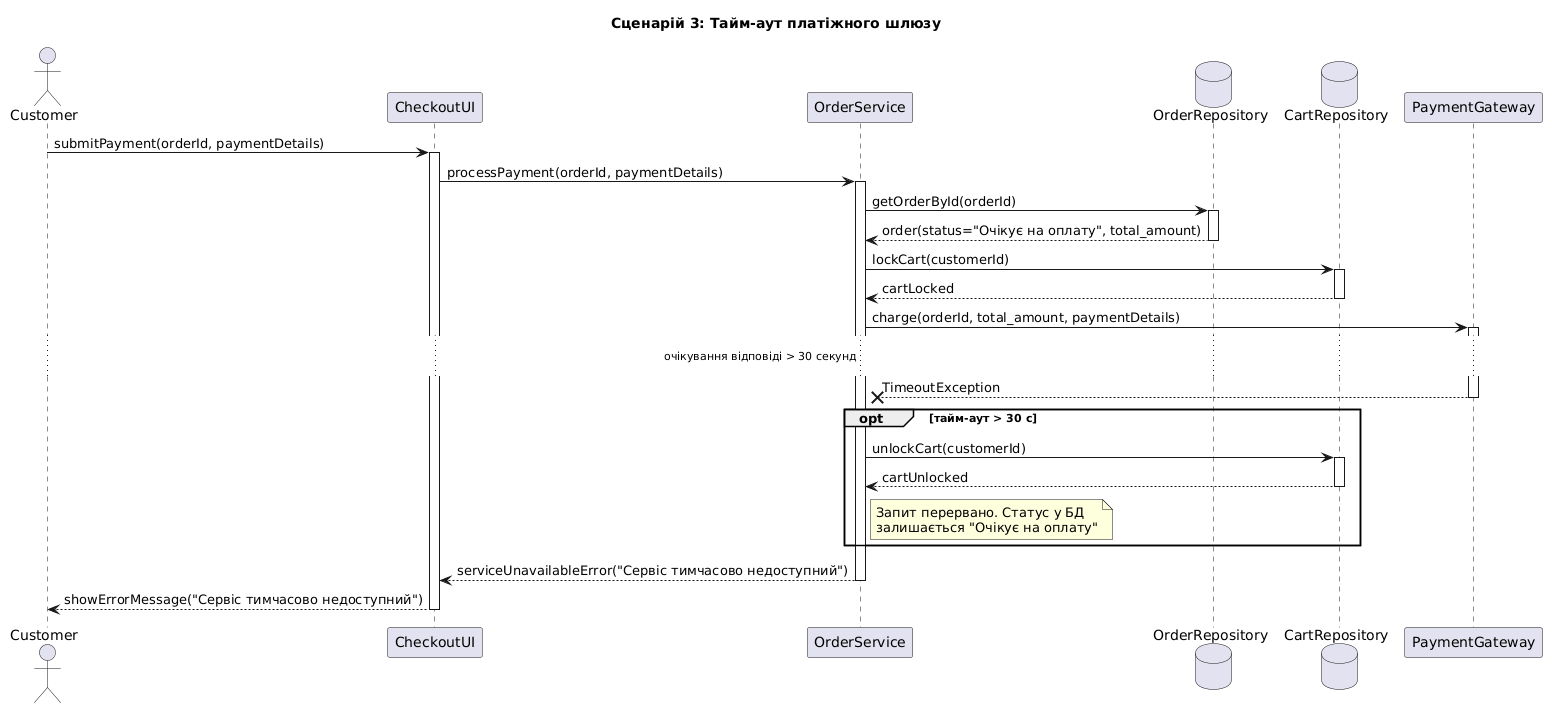 Сценарій 3: Тайм-аут платіжного шлюзу
Customer
CheckoutUI
OrderService
OrderRepository
CartRepository
PaymentGateway
submitPayment(orderId, paymentDetails)
processPayment(orderId, paymentDetails)
getOrderById(orderId)
order(status="Очікує на оплату", total_amount)
lockCart(customerId)
cartLocked
charge(orderId, total_amount, paymentDetails)
очікування відповіді > 30 секунд
TimeoutException
opt
[тайм-аут > 30 с]
unlockCart(customerId)
cartUnlocked
Запит перервано. Статус у БД
залишається "Очікує на оплату"
serviceUnavailableError("Сервіс тимчасово недоступний")
showErrorMessage("Сервіс тимчасово недоступний")
Customer
CheckoutUI
OrderService
OrderRepository
CartRepository
PaymentGateway